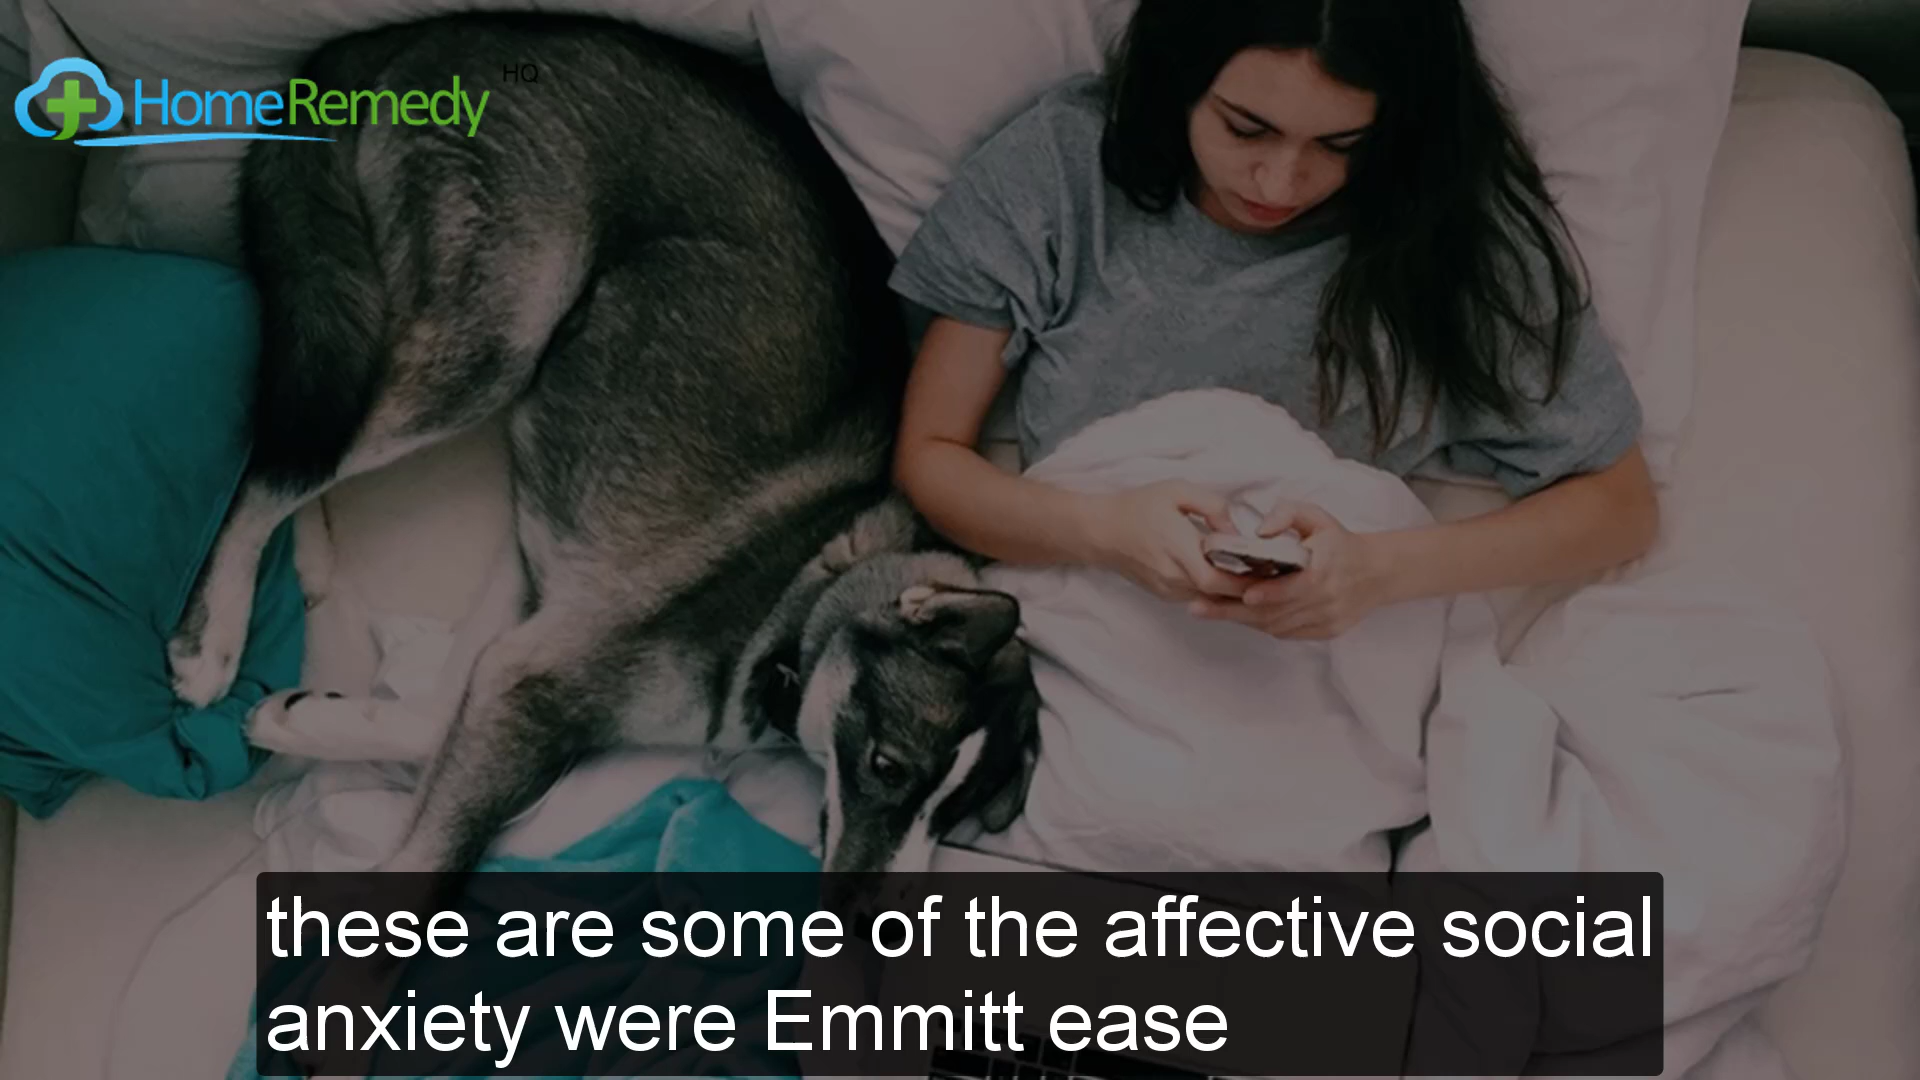 HomeRemedy HQ
these are some of the affective social
anxiety were Emmitt ease